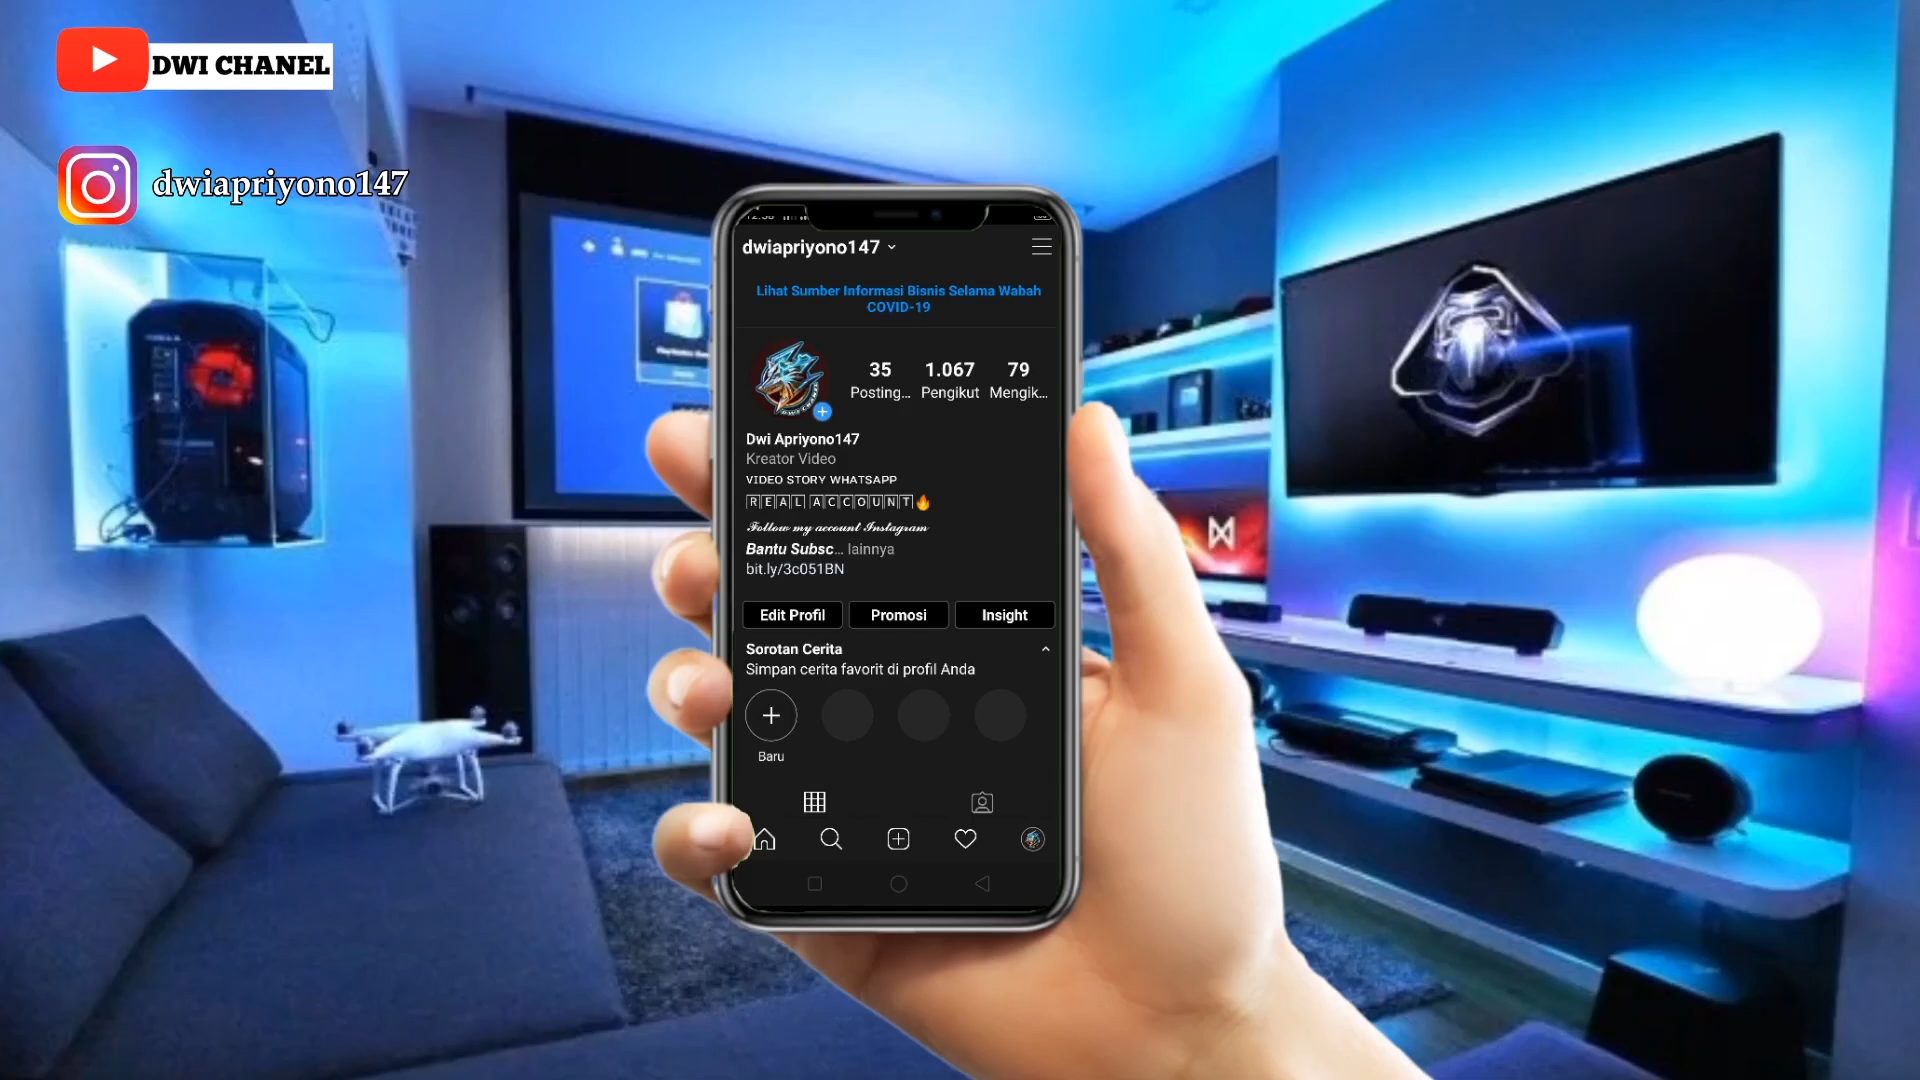 DWI CHANEL
dwiapriyono147
dwiapriyono147
Lihat Sumber Informasi Bisnis Selama Wabah
COVID-19
35 1.067 79
Posting... Pengikut Mengik...
Dwi Apriyono147
Kreator Video
VIDEO STORY WHATSAPP
REAL ACCOUNT🔥
Follow my account Instagram
Bantu Subsc... lainnya
bit.ly/3c051BN
Edit Profil Promosi Insight
Sorotan Cerita
Simpan cerita favorit di profil Anda
Baru